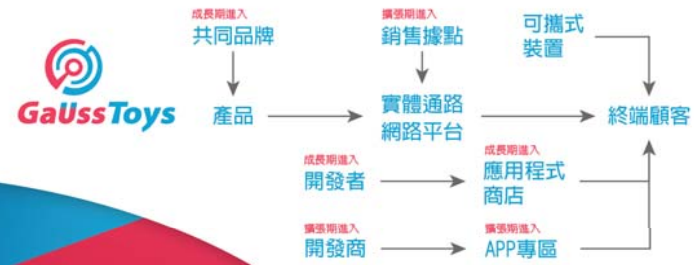 成長期進入
共同品牌
擴張期進入
銷售據點
可攜式
裝置
GaussToys
產品
實體通路
網路平台
終端顧客
成長期進入
開發者
成長期進入
應用程式
商店
擴張期進入
開發商
擴張期進入
APP專區